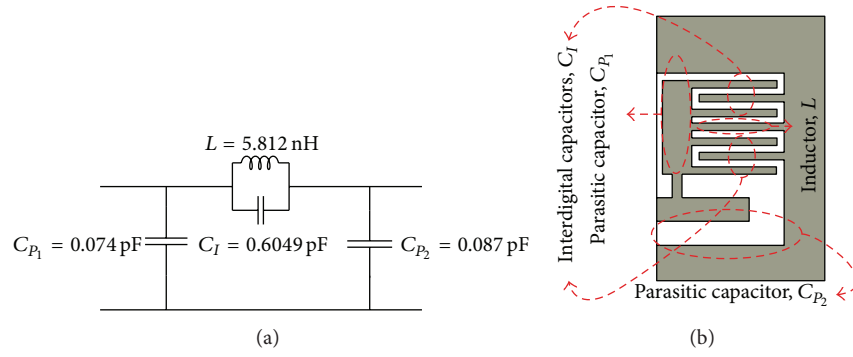 L = 5.812 nH
C_{P_1} = 0.074 pF
C_I = 0.6049 pF
C_{P_2} = 0.087 pF
(a)
Interdigital capacitors, C_I
Parasitic capacitor, C_{P_1}
Inductor, L
Parasitic capacitor, C_{P_2}
(b)